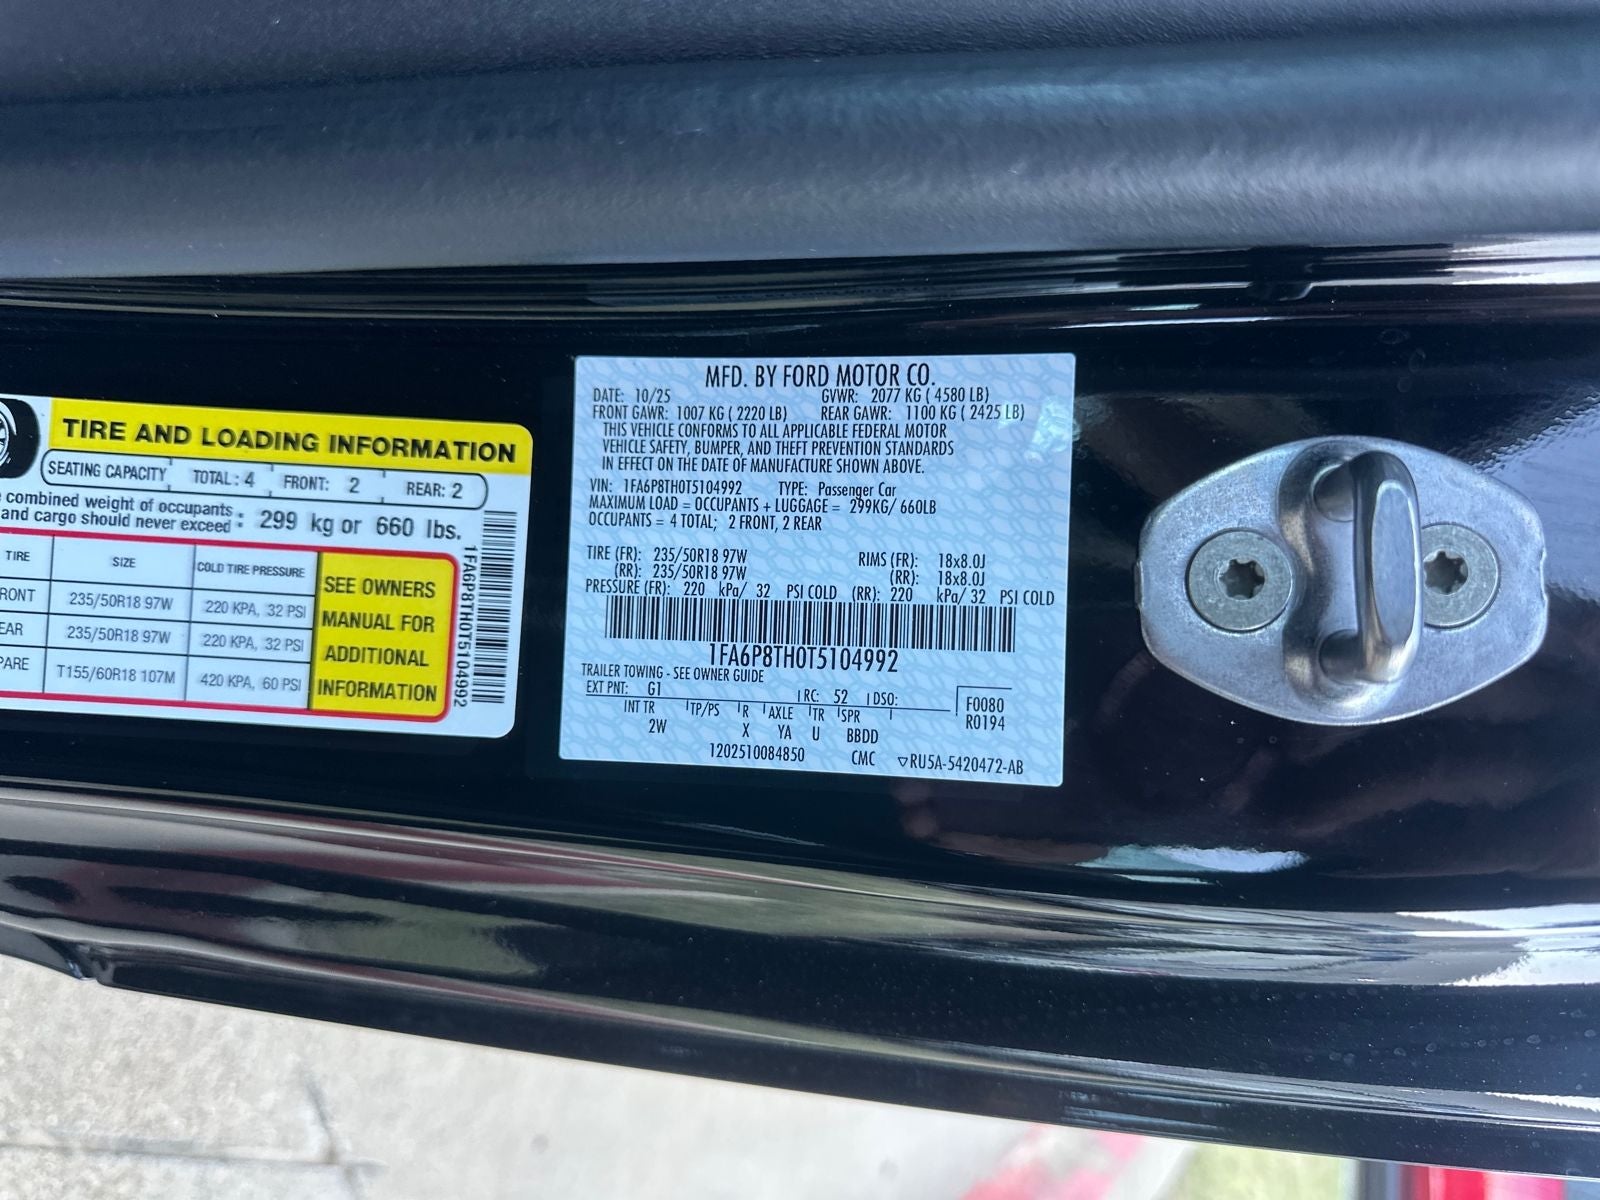 TIRE AND LOADING INFORMATION
SEATING CAPACITY TOTAL: 4 FRONT: 2 REAR: 2
combined weight of occupants
and cargo should never exceed : 299 kg or 660 lbs.
TIRE SIZE COLD TIRE PRESSURE
RONT 235/50R18 97W 220 KPA, 32 PSI
EAR 235/50R18 97W 220 KPA, 32 PSI
PARE T155/60R18 107M 420 KPA, 60 PSI
SEE OWNERS
MANUAL FOR
ADDITIONAL
INFORMATION
1FA6P8TH0T5104992
MFD. BY FORD MOTOR CO.
DATE: 10/25 GVWR: 2077 KG ( 4580 LB)
FRONT GAWR: 1007 KG ( 2220 LB) REAR GAWR: 1100 KG ( 2425 LB)
THIS VEHICLE CONFORMS TO ALL APPLICABLE FEDERAL MOTOR
VEHICLE SAFETY, BUMPER, AND THEFT PREVENTION STANDARDS
IN EFFECT ON THE DATE OF MANUFACTURE SHOWN ABOVE.
VIN: 1FA6P8TH0T5104992 TYPE: Passenger Car
MAXIMUM LOAD = OCCUPANTS + LUGGAGE = 299KG/ 660LB
OCCUPANTS = 4 TOTAL; 2 FRONT, 2 REAR
TIRE (FR): 235/50R18 97W RIMS (FR): 18x8.0J
(RR): 235/50R18 97W (RR): 18x8.0J
PRESSURE (FR): 220 kPa/ 32 PSI COLD (RR): 220 kPa/ 32 PSI COLD
1FA6P8TH0T5104992
TRAILER TOWING - SEE OWNER GUIDE
EXT PNT: G1 RC: 52 DSO: F0080
INT TR TP/PS R AXLE TR SPR R0194
2W X YA U BBDD
1202510084850 CMC ▽RU5A-5420472-AB